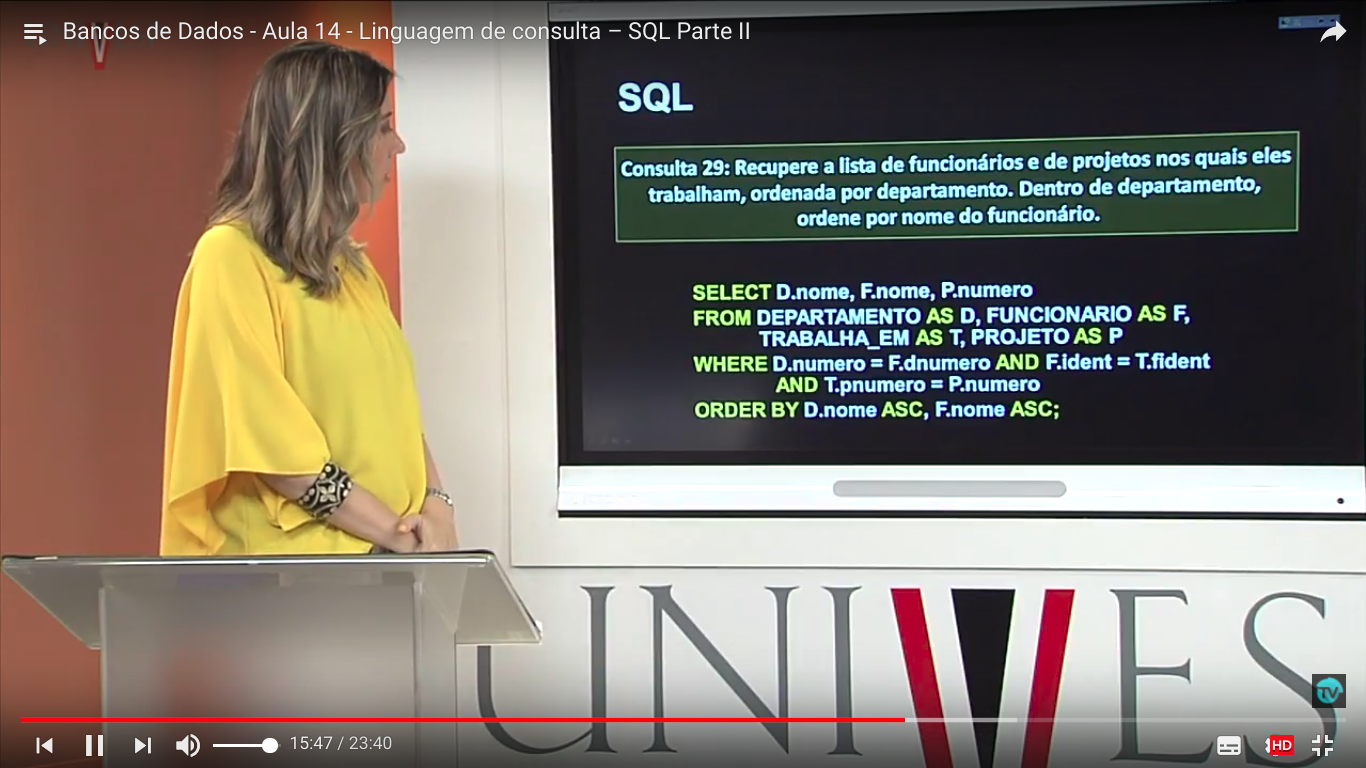 Bancos de Dados - Aula 14 - Linguagem de consulta – SQL Parte II
SQL
Consulta 29: Recupere a lista de funcionários e de projetos nos quais eles
trabalham, ordenada por departamento. Dentro de departamento,
ordene por nome do funcionário.
SELECT D.nome, F.nome, P.numero
FROM DEPARTAMENTO AS D, FUNCIONARIO AS F,
TRABALHA_EM AS T, PROJETO AS P
WHERE D.numero = F.dnumero AND F.ident = T.fident
AND T.pnumero = P.numero
ORDER BY D.nome ASC, F.nome ASC;
UNIVES
TV
15:47 / 23:40
HD